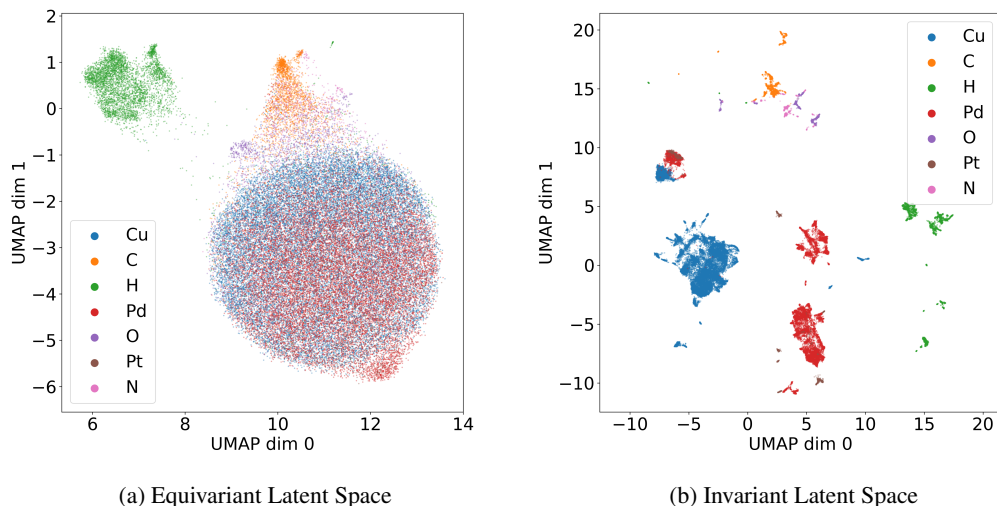 2
1
0
−1
−2
−3
−4
−5
−6
UMAP dim 1
Cu
C
H
Pd
O
Pt
N
6
8
10
12
14
UMAP dim 0
(a) Equivariant Latent Space
20
15
10
5
0
−5
−10
UMAP dim 1
Cu
C
H
Pd
O
Pt
N
−10
−5
0
5
10
15
20
UMAP dim 0
(b) Invariant Latent Space